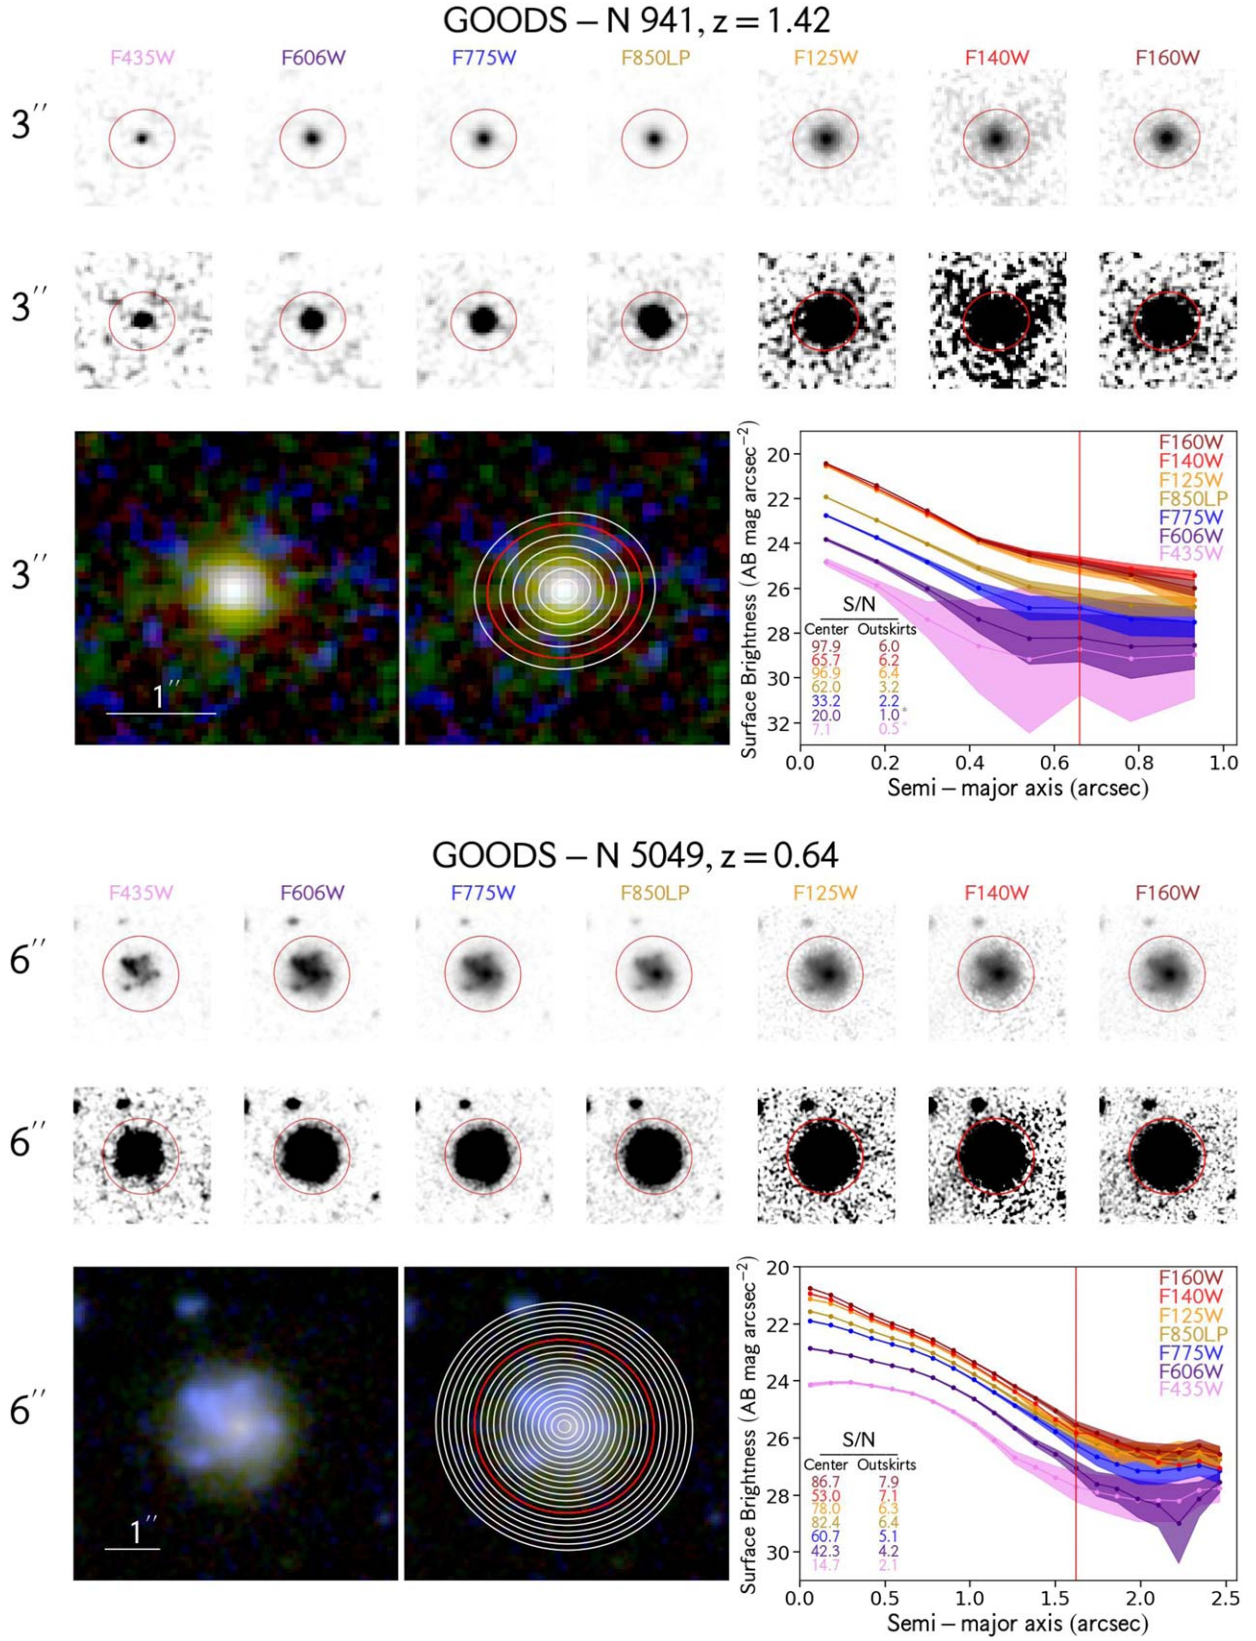 GOODS – N 941, z = 1.42
F435W F606W F775W F850LP F125W F140W F160W
3′′
3′′
3′′
1′′
Surface Brightness (AB mag arcsec⁻²)
20
22
24
26
28
30
32
F160W
F140W
F125W
F850LP
F775W
F606W
F435W
S/N
Center Outskirts
97.9 6.0
65.7 6.2
96.9 6.4
62.0 3.2
33.2 2.2
20.0 1.0*
7.1 0.5*
0.0 0.2 0.4 0.6 0.8 1.0
Semi – major axis (arcsec)
GOODS – N 5049, z = 0.64
F435W F606W F775W F850LP F125W F140W F160W
6′′
6′′
6′′
1′′
Surface Brightness (AB mag arcsec⁻²)
20
22
24
26
28
30
F160W
F140W
F125W
F850LP
F775W
F606W
F435W
S/N
Center Outskirts
86.7 7.9
53.0 7.1
78.0 6.3
82.4 6.4
60.7 5.1
42.3 4.2
14.7 2.1
0.0 0.5 1.0 1.5 2.0 2.5
Semi – major axis (arcsec)